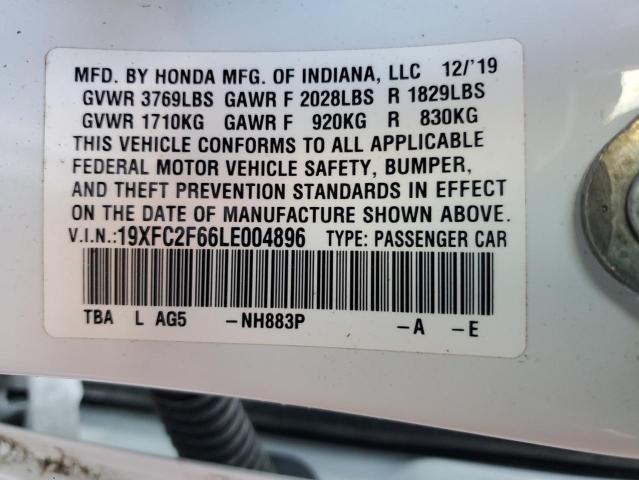 MFD. BY HONDA MFG. OF INDIANA, LLC 12/'19
GVWR 3769LBS GAWR F 2028LBS R 1829LBS
GVWR 1710KG GAWR F 920KG R 830KG
THIS VEHICLE CONFORMS TO ALL APPLICABLE
FEDERAL MOTOR VEHICLE SAFETY, BUMPER,
AND THEFT PREVENTION STANDARDS IN EFFECT
ON THE DATE OF MANUFACTURE SHOWN ABOVE.
V.I.N.:19XFC2F66LE004896 TYPE: PASSENGER CAR
TBA L AG5 –NH883P –A –E